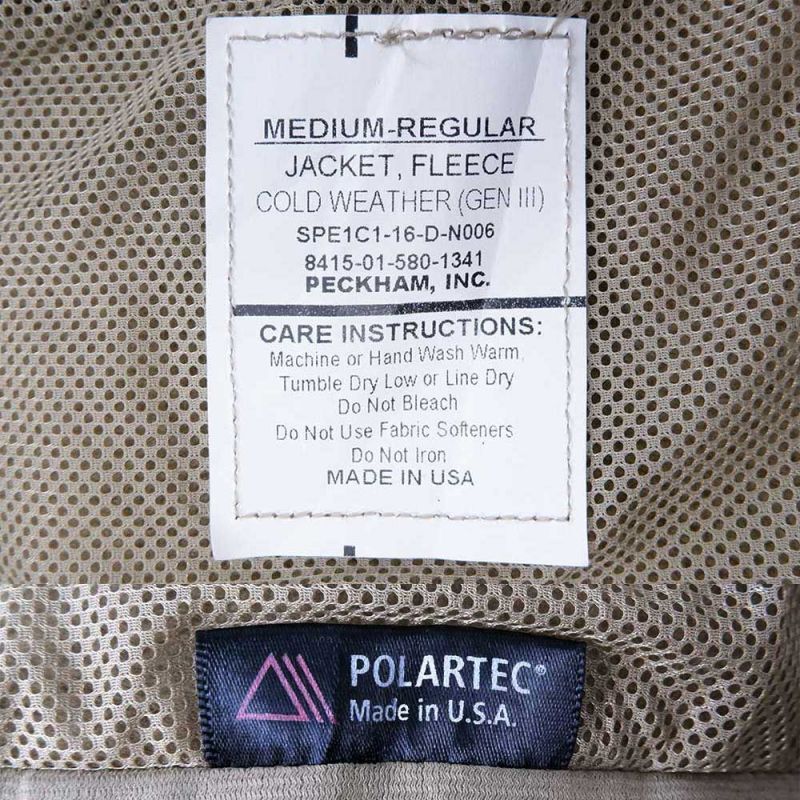 MEDIUM-REGULAR
JACKET, FLEECE
COLD WEATHER (GEN III)
SPE1C1-16-D-N006
8415-01-580-1341
PECKHAM, INC.
CARE INSTRUCTIONS:
Machine or Hand Wash Warm
Tumble Dry Low or Line Dry
Do Not Bleach
Do Not Use Fabric Softeners
Do Not Iron
MADE IN USA
POLARTEC®
Made in U.S.A.